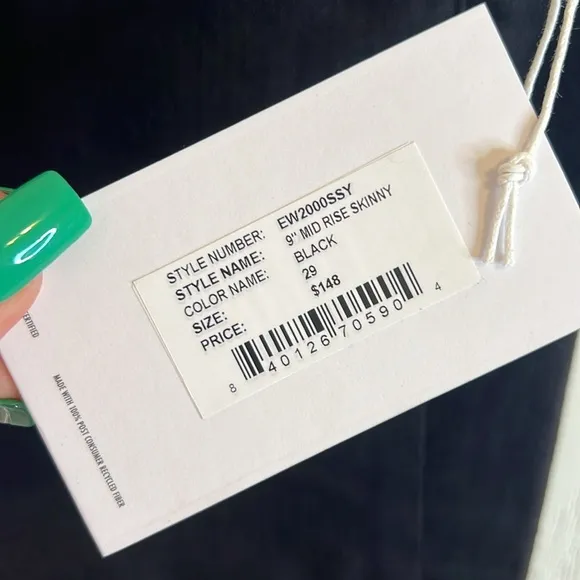 STYLE NUMBER: EW2000SSY
STYLE NAME: 9" MID RISE SKINNY
COLOR NAME: BLACK
SIZE: 29
PRICE: $148
8 40126 70590 4
MADE WITH 100% POST CONSUMER RECYCLED FIBER